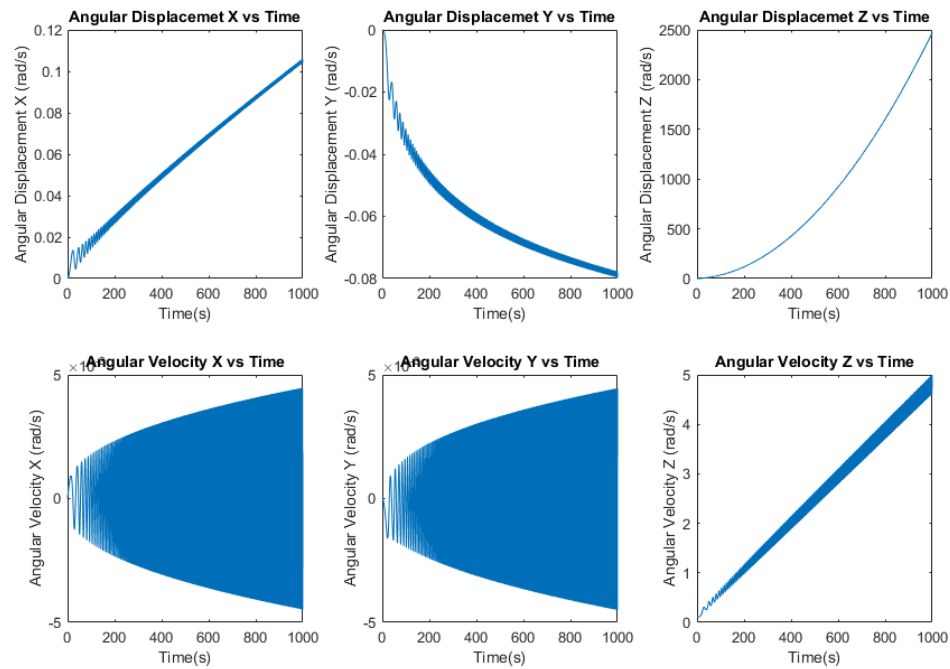 Angular Displacemet X vs Time
Angular Displacement X (rad/s)
0.12
0.1
0.08
0.06
0.04
0.02
0
0 200 400 600 800 1000
Time(s)
Angular Displacemet Y vs Time
Angular Displacement Y (rad/s)
0
-0.02
-0.04
-0.06
-0.08
0 200 400 600 800 1000
Time(s)
Angular Displacemet Z vs Time
Angular Displacement Z (rad/s)
2500
2000
1500
1000
500
0
0 200 400 600 800 1000
Time(s)
Angular Velocity X vs Time
Angular Velocity X (rad/s)
×10
5
0
-5
0 200 400 600 800 1000
Time(s)
Angular Velocity Y vs Time
Angular Velocity Y (rad/s)
×10
5
0
-5
0 200 400 600 800 1000
Time(s)
Angular Velocity Z vs Time
Angular Velocity Z (rad/s)
5
4
3
2
1
0
0 200 400 600 800 1000
Time(s)